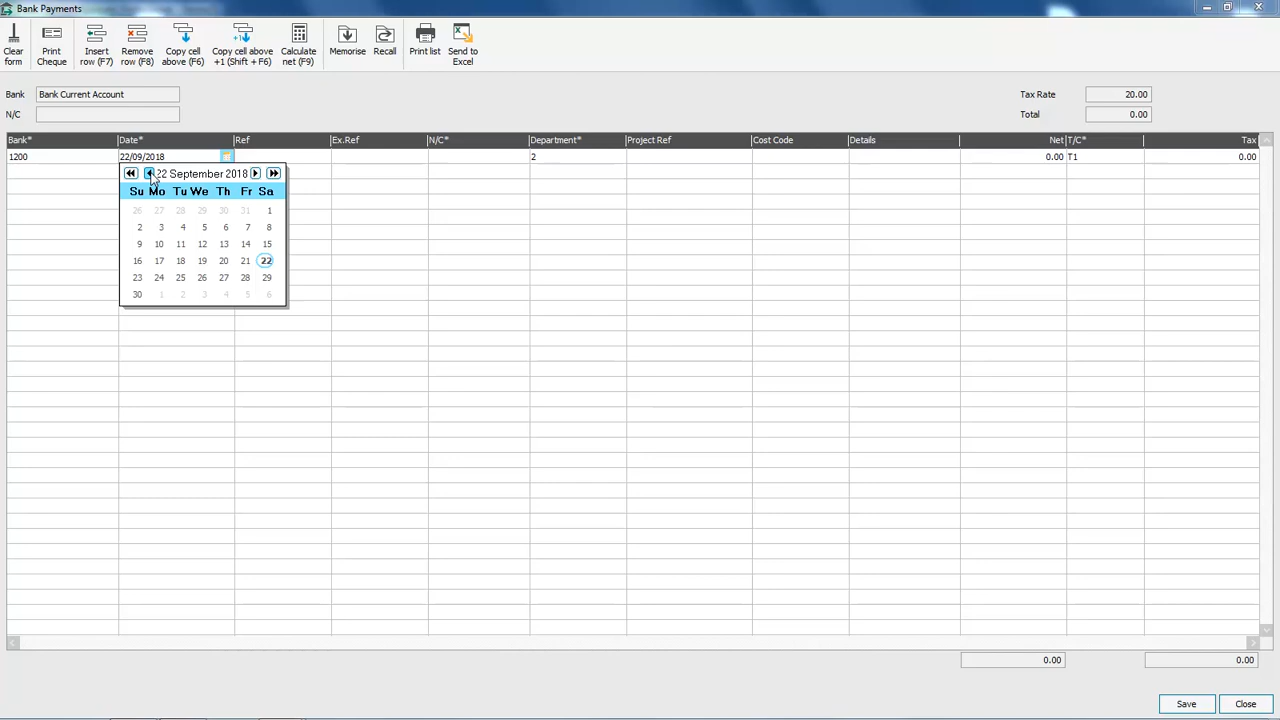 Bank Payments
Clear form
Print Cheque
Insert row (F7)
Remove row (F8)
Copy cell above (F6)
Copy cell above +1 (Shift + F6)
Calculate net (F9)
Memorise
Recall
Print list
Send to Excel
Bank Bank Current Account Tax Rate 20.00
N/C Total 0.00
Bank* Date* Ref Ex.Ref N/C* Department* Project Ref Cost Code Details Net T/C* Tax
1200 22/09/2018 2 0.00 T1 0.00
22 September 2018
Su Mo Tu We Th Fr Sa
26 27 28 29 30 31 1
2 3 4 5 6 7 8
9 10 11 12 13 14 15
16 17 18 19 20 21 22
23 24 25 26 27 28 29
30 1 2 3 4 5 6
0.00 0.00
Save Close